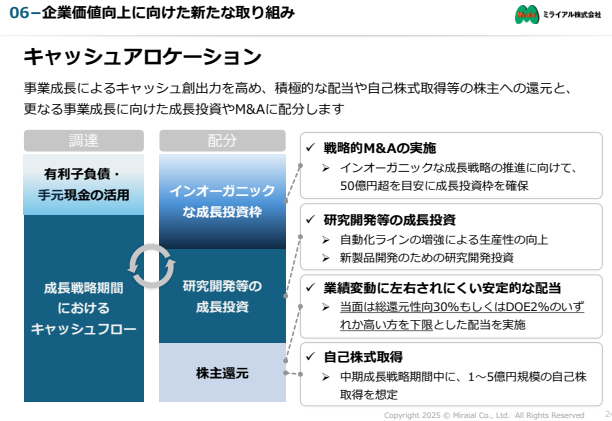 06−企業価値向上に向けた新たな取り組み
ミライアル株式会社
キャッシュアロケーション
事業成長によるキャッシュ創出力を高め、積極的な配当や自己株式取得等の株主への還元と、
更なる事業成長に向けた成長投資やM&Aに配分します
調達
有利子負債・
手元現金の活用
成長戦略期間
における
キャッシュフロー
配分
インオーガニック
な成長投資枠
研究開発等の
成長投資
株主還元
✓ 戦略的M&Aの実施
➢ インオーガニックな成長戦略の推進に向けて、
50億円超を目安に成長投資枠を確保
✓ 研究開発等の成長投資
➢ 自動化ラインの増強による生産性の向上
➢ 新製品開発のための研究開発投資
✓ 業績変動に左右されにくい安定的な配当
➢ 当面は総還元性向30%もしくはDOE2%のいず
れか高い方を下限とした配当を実施
✓ 自己株式取得
➢ 中期成長戦略期間中に、1〜5億円規模の自己株
取得を想定
Copyright 2025 © Miraial Co., Ltd. All Rights Reserved